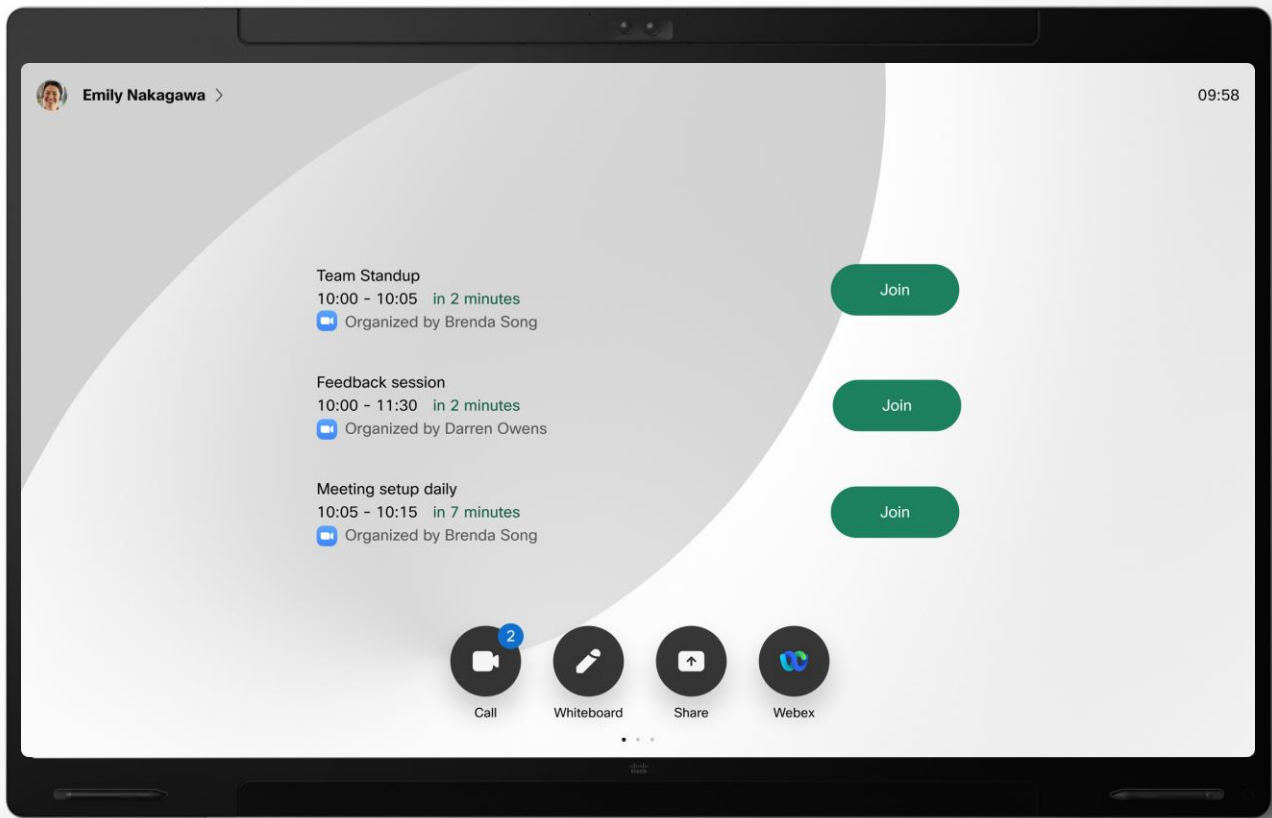 Emily Nakagawa
09:58
Team Standup
10:00 - 10:05 in 2 minutes
Organized by Brenda Song
Join
Feedback session
10:00 - 11:30 in 2 minutes
Organized by Darren Owens
Join
Meeting setup daily
10:05 - 10:15 in 7 minutes
Organized by Brenda Song
Join
2
Call
Whiteboard
Share
Webex